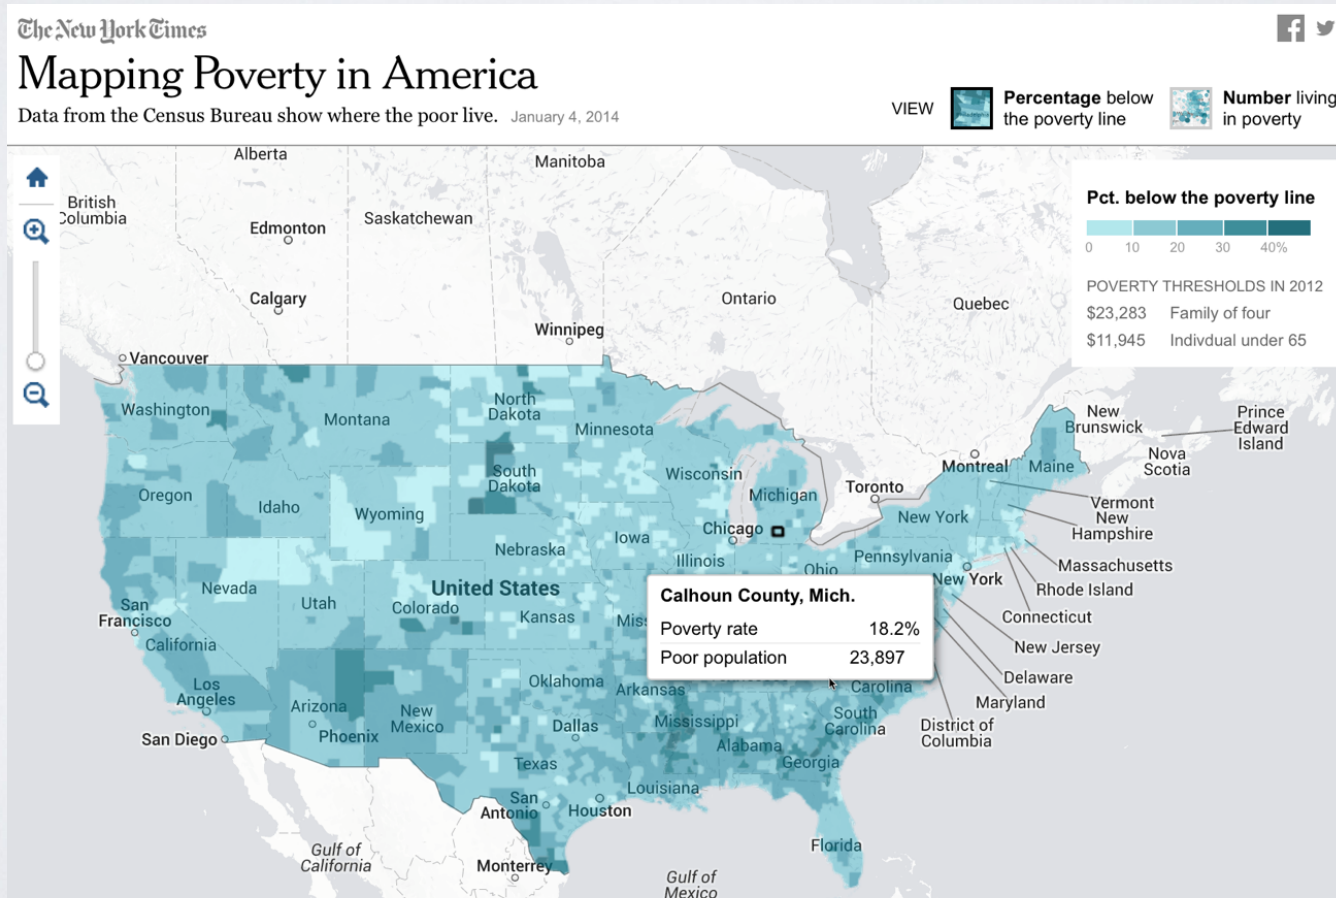 The New York Times
Mapping Poverty in America
Data from the Census Bureau show where the poor live. January 4, 2014
VIEW
Percentage below
the poverty line
Number living
in poverty
Pct. below the poverty line
0 10 20 30 40%
POVERTY THRESHOLDS IN 2012
$23,283 Family of four
$11,945 Indivdual under 65
Alberta
Manitoba
British
Columbia
Saskatchewan
Edmonton
Calgary
Ontario
Quebec
Winnipeg
Vancouver
Washington
Montana
North
Dakota
Minnesota
New
Brunswick
Prince
Edward
Island
Nova
Scotia
Montreal
Maine
South
Dakota
Wisconsin
Michigan
Toronto
Oregon
Idaho
Wyoming
Vermont
New
Hampshire
New York
Iowa
Chicago
Nebraska
Illinois
Ohio
Pennsylvania
Massachusetts
New York
Rhode Island
Connecticut
Nevada
Utah
United States
Colorado
Kansas
Miss
San
Francisco
California
New Jersey
Delaware
Maryland
District of
Columbia
Calhoun County, Mich.
Poverty rate 18.2%
Poor population 23,897
Los
Angeles
Arizona
New
Mexico
Oklahoma
Arkansas
Carolina
San Diego
Phoenix
Dallas
Mississippi
South
Carolina
Alabama
Georgia
Texas
Louisiana
San
Antonio
Houston
Florida
Gulf of
California
Monterrey
Gulf of
Mexico